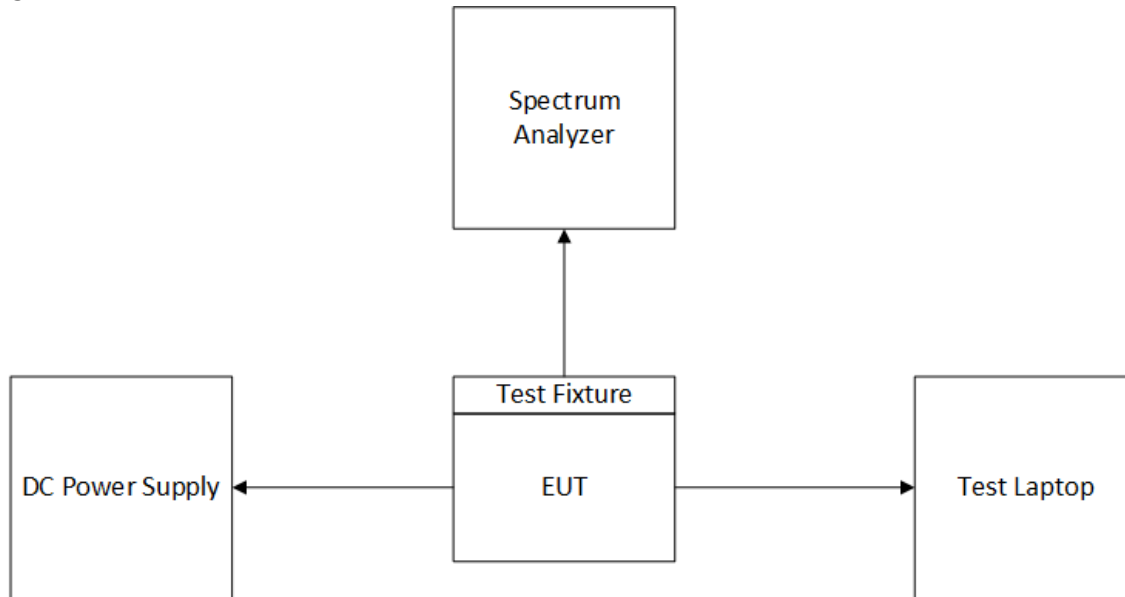 Spectrum
Analyzer
Test Fixture
DC Power Supply
EUT
Test Laptop